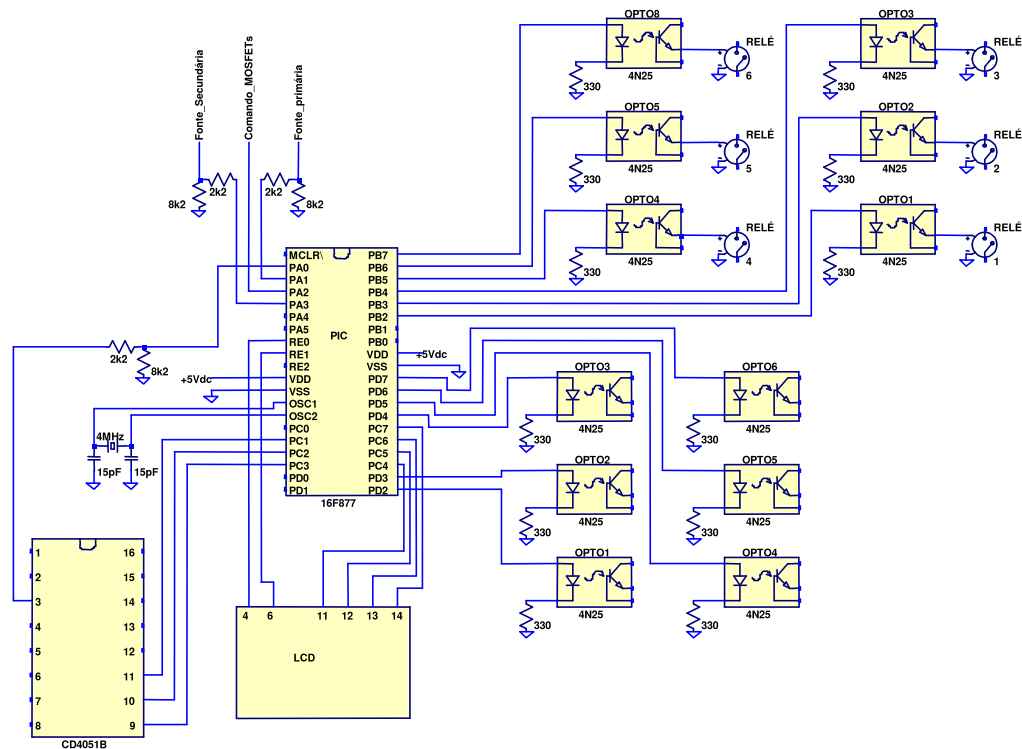 OPTO8
4N25
330
RELÉ
+
-
6
OPTO3
4N25
330
RELÉ
+
-
3
OPTO5
4N25
330
RELÉ
+
-
5
OPTO2
4N25
330
RELÉ
+
-
2
OPTO4
4N25
330
RELÉ
+
-
4
OPTO1
4N25
330
RELÉ
+
-
1
Fonte_Secundária
Comando_MOSFETs
Fonte_primária
8k2
2k2
2k2
8k2
MCLR\
PA0
PA1
PA2
PA3
PA4
PA5
RE0
RE1
RE2
VDD
VSS
OSC1
OSC2
PC0
PC1
PC2
PC3
PD0
PD1
PIC
PB7
PB6
PB5
PB4
PB3
PB2
PB1
PB0
VDD
VSS
PD7
PD6
PD5
PD4
PC7
PC6
PC5
PC4
PD3
PD2
16F877
+5Vdc
2k2
8k2
+5Vdc
4MHz
15pF
15pF
OPTO3
4N25
330
OPTO6
4N25
330
OPTO2
4N25
330
OPTO5
4N25
330
OPTO1
4N25
330
OPTO4
4N25
330
1
2
3
4
5
6
7
8
16
15
14
13
12
11
10
9
CD4051B
4
6
11
12
13
14
LCD